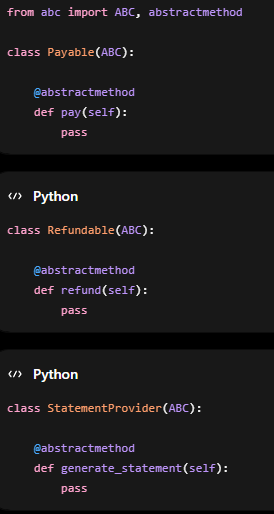 from abc import ABC, abstractmethod
class Payable(ABC):
    @abstractmethod
    def pay(self):
        pass
</> Python
class Refundable(ABC):
    @abstractmethod
    def refund(self):
        pass
</> Python
class StatementProvider(ABC):
    @abstractmethod
    def generate_statement(self):
        pass